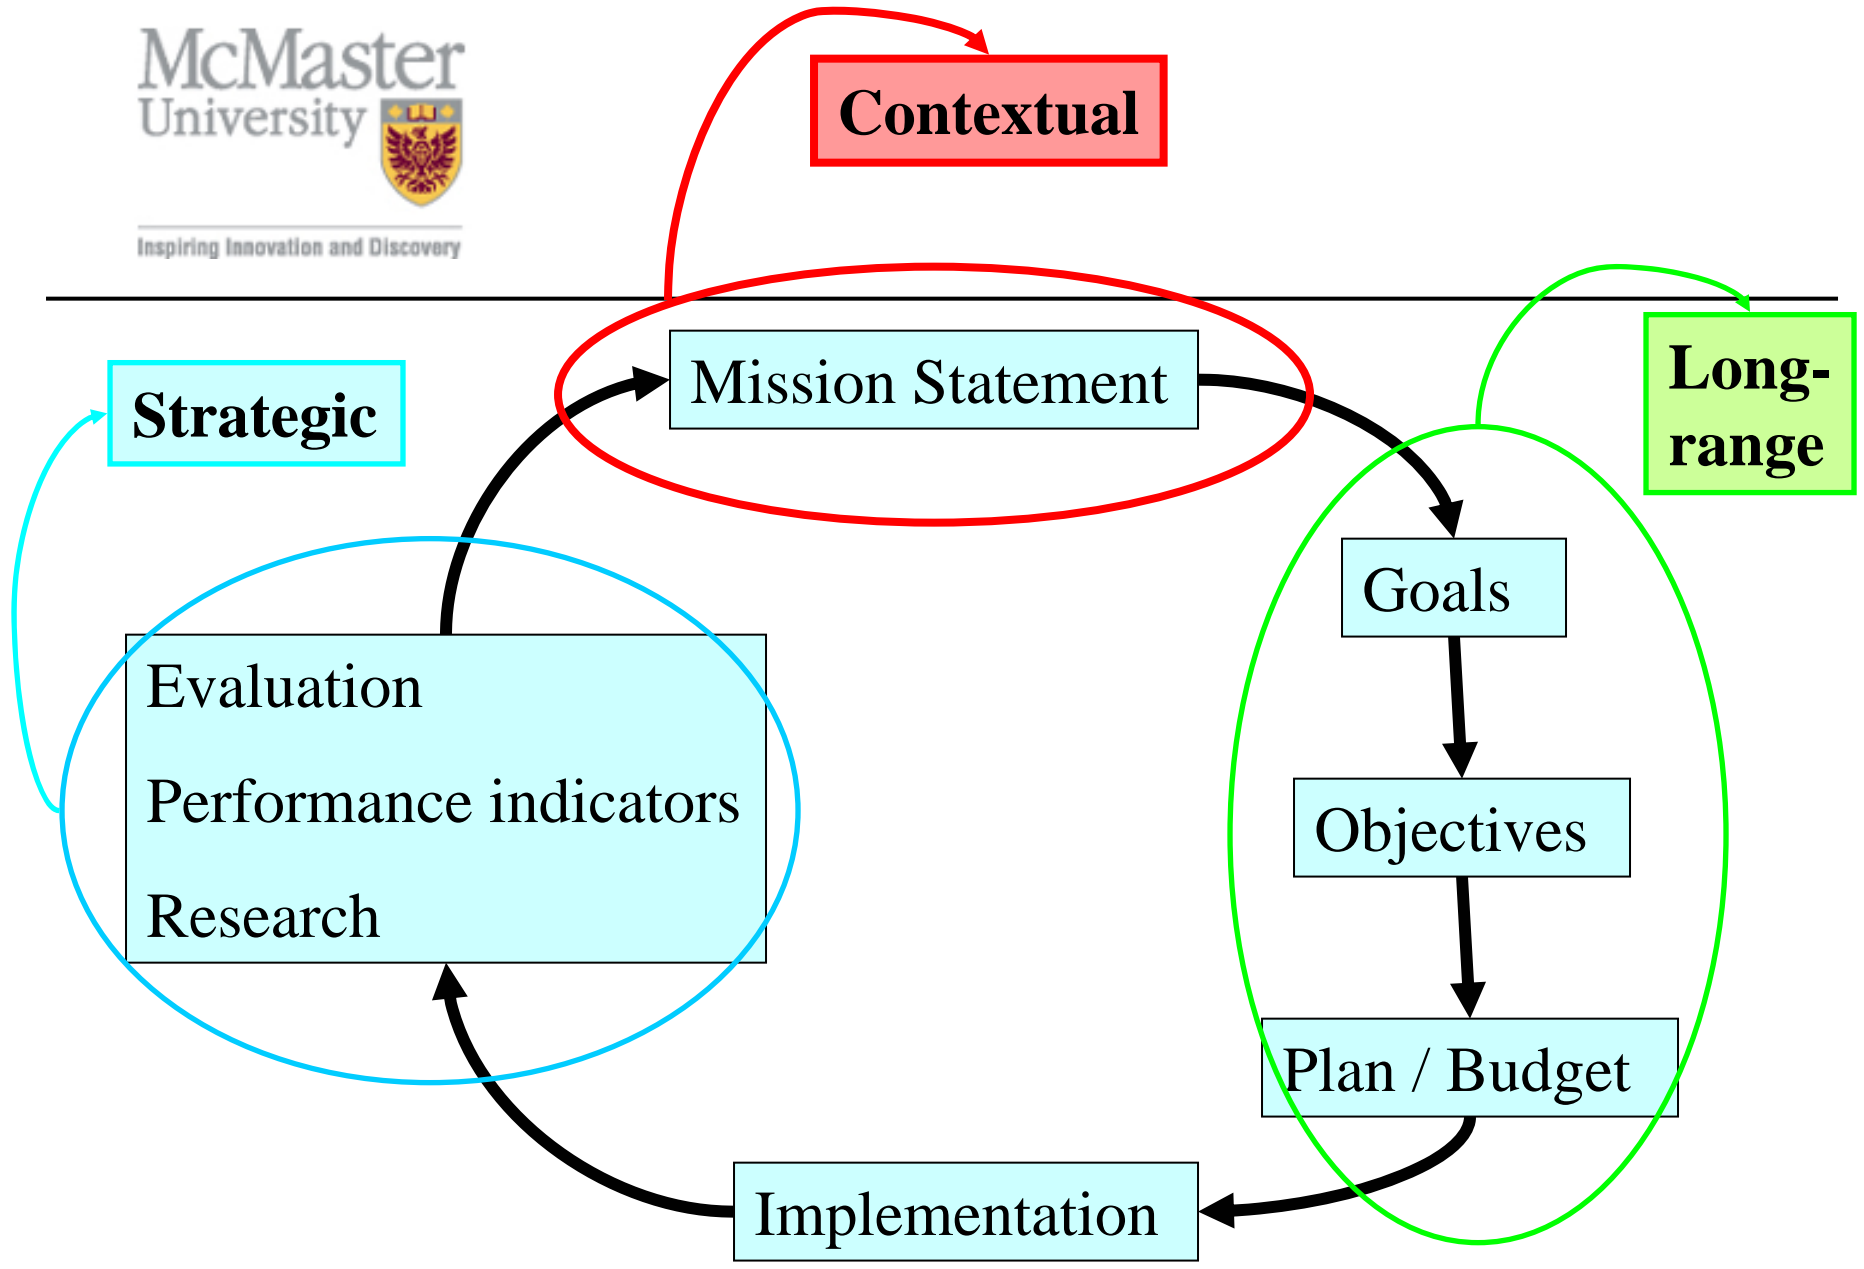 McMaster
University
Inspiring Innovation and Discovery
Contextual
Long-
range
Strategic
Mission Statement
Goals
Objectives
Plan / Budget
Implementation
Evaluation
Performance indicators
Research